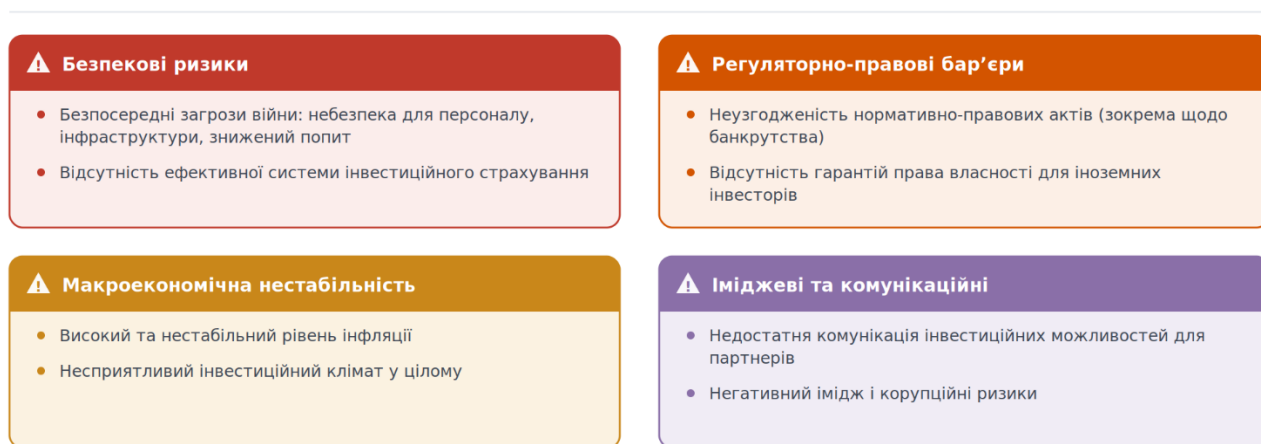 Безпекові ризики
Безпосередні загрози війни: небезпека для персоналу,
інфраструктури, знижений попит
Відсутність ефективної системи інвестиційного страхування
Регуляторно-правові бар’єри
Неузгодженість нормативно-правових актів (зокрема щодо
банкрутства)
Відсутність гарантій права власності для іноземних
інвесторів
Макроекономічна нестабільність
Високий та нестабільний рівень інфляції
Несприятливий інвестиційний клімат у цілому
Іміджеві та комунікаційні
Недостатня комунікація інвестиційних можливостей для
партнерів
Негативний імідж і корупційні ризики